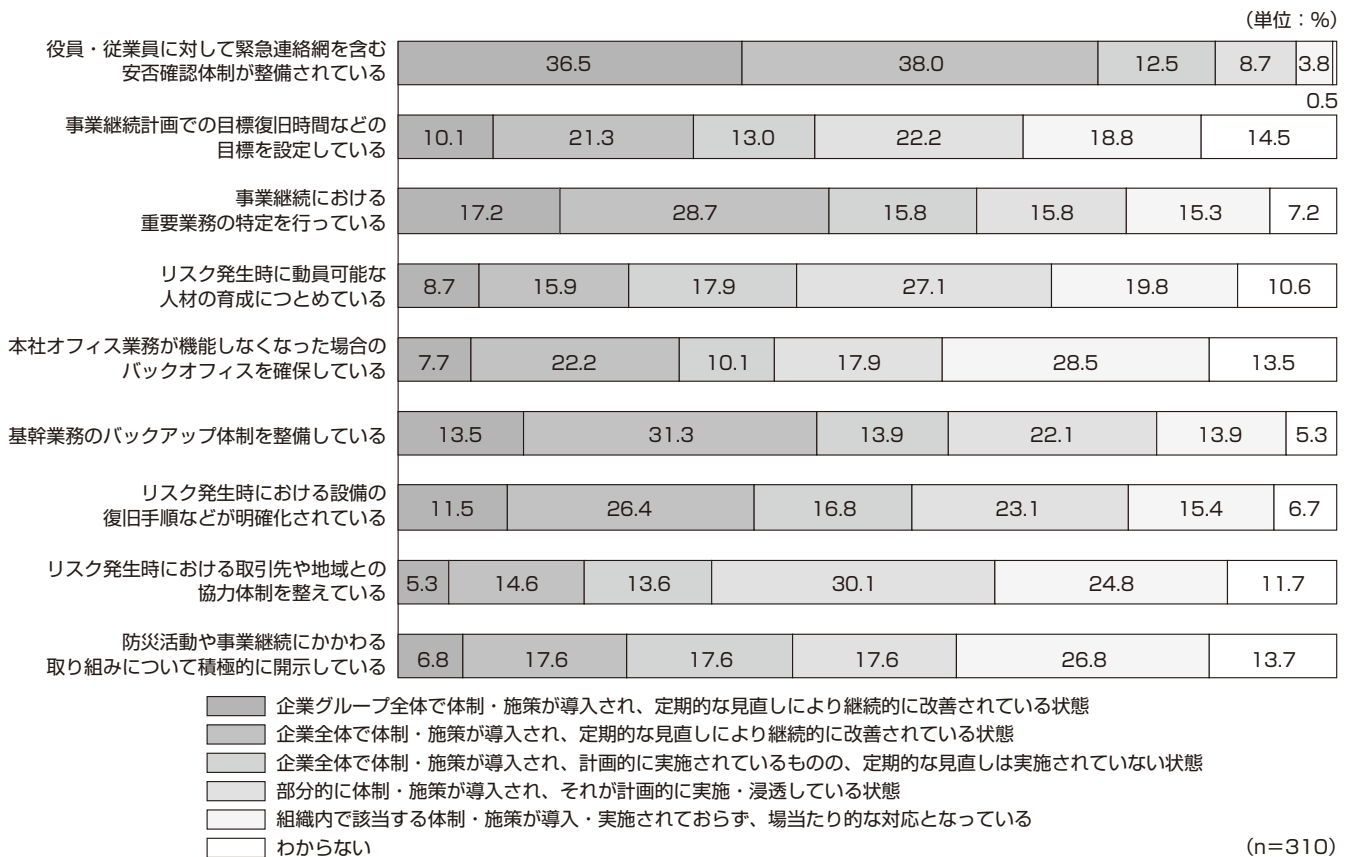 (単位：%)
役員・従業員に対して緊急連絡網を含む
安否確認体制が整備されている
36.5 38.0 12.5 8.7 3.8
0.5
事業継続計画での目標復旧時間などの
目標を設定している
10.1 21.3 13.0 22.2 18.8 14.5
事業継続における
重要業務の特定を行っている
17.2 28.7 15.8 15.8 15.3 7.2
リスク発生時に動員可能な
人材の育成につとめている
8.7 15.9 17.9 27.1 19.8 10.6
本社オフィス業務が機能しなくなった場合の
バックオフィスを確保している
7.7 22.2 10.1 17.9 28.5 13.5
基幹業務のバックアップ体制を整備している
13.5 31.3 13.9 22.1 13.9 5.3
リスク発生時における設備の
復旧手順などが明確化されている
11.5 26.4 16.8 23.1 15.4 6.7
リスク発生時における取引先や地域との
協力体制を整えている
5.3 14.6 13.6 30.1 24.8 11.7
防災活動や事業継続にかかわる
取り組みについて積極的に開示している
6.8 17.6 17.6 17.6 26.8 13.7
企業グループ全体で体制・施策が導入され、定期的な見直しにより継続的に改善されている状態
企業全体で体制・施策が導入され、定期的な見直しにより継続的に改善されている状態
企業全体で体制・施策が導入され、計画的に実施されているものの、定期的な見直しは実施されていない状態
部分的に体制・施策が導入され、それが計画的に実施・浸透している状態
組織内で該当する体制・施策が導入・実施されておらず、場当たり的な対応となっている
わからない
(n=310)